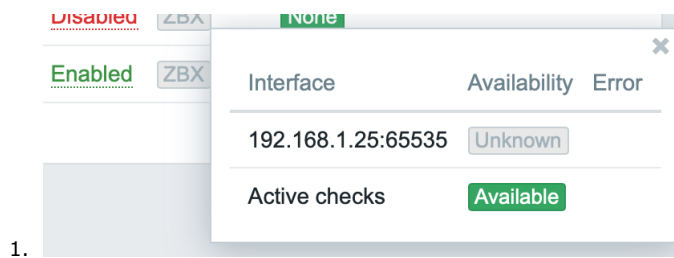 Disabled ZBX None
Enabled ZBX
Interface Availability Error
192.168.1.25:65535 Unknown
Active checks Available
1.